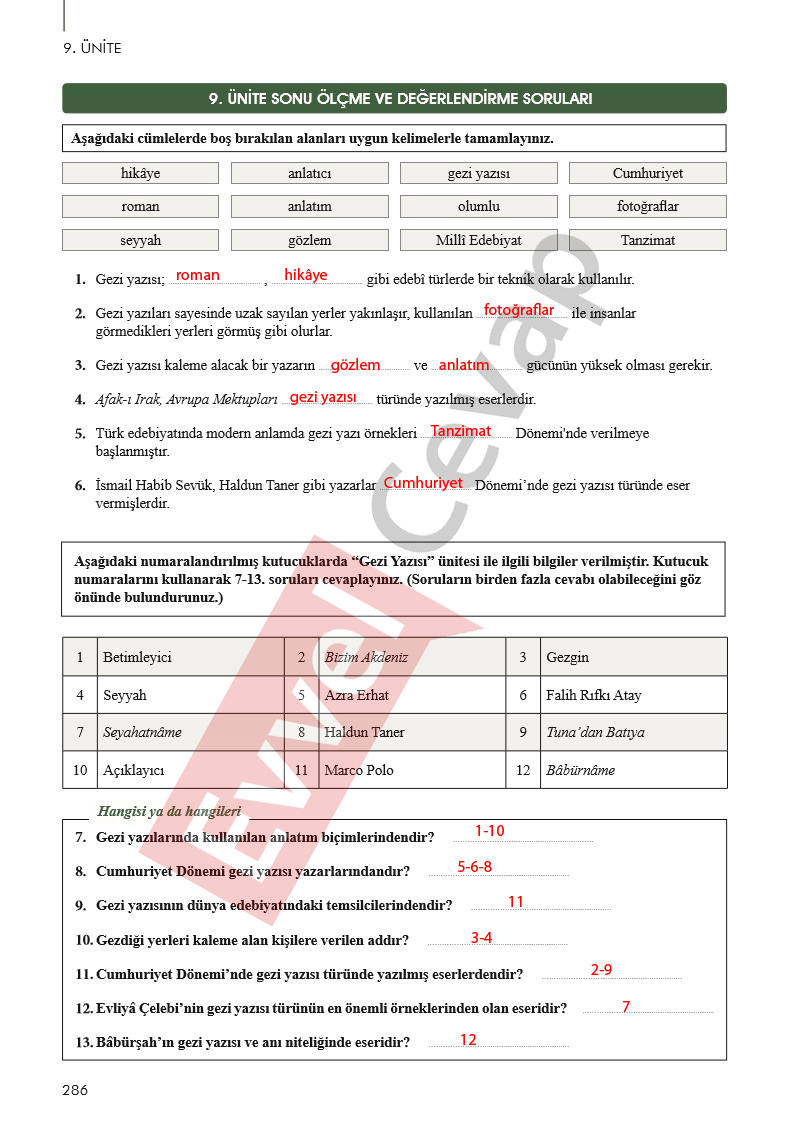 9. ÜNİTE
9. ÜNİTE SONU ÖLÇME VE DEĞERLENDİRME SORULARI
Aşağıdaki cümlelerde boş bırakılan alanları uygun kelimelerle tamamlayınız.
hikâye anlatıcı gezi yazısı Cumhuriyet
roman anlatım olumlu fotoğraflar
seyyah gözlem Millî Edebiyat Tanzimat
1. Gezi yazısı; roman , hikâye gibi edebî türlerde bir teknik olarak kullanılır.
2. Gezi yazıları sayesinde uzak sayılan yerler yakınlaşır, kullanılan fotoğraflar ile insanlar
görmedikleri yerleri görmüş gibi olurlar.
3. Gezi yazısı kaleme alacak bir yazarın gözlem ve anlatım gücünün yüksek olması gerekir.
4. Afak-ı Irak, Avrupa Mektupları gezi yazısı türünde yazılmış eserlerdir.
5. Türk edebiyatında modern anlamda gezi yazı örnekleri Tanzimat Dönemi'nde verilmeye
başlanmıştır.
6. İsmail Habib Sevük, Haldun Taner gibi yazarlar Cumhuriyet Dönemi’nde gezi yazısı türünde eser
vermişlerdir.
Aşağıdaki numaralandırılmış kutucuklarda “Gezi Yazısı” ünitesi ile ilgili bilgiler verilmiştir. Kutucuk
numaralarını kullanarak 7-13. soruları cevaplayınız. (Soruların birden fazla cevabı olabileceğini göz
önünde bulundurunuz.)
1 Betimleyici 2 Bizim Akdeniz 3 Gezgin
4 Seyyah 5 Azra Erhat 6 Falih Rıfkı Atay
7 Seyahatnâme 8 Haldun Taner 9 Tuna’dan Batıya
10 Açıklayıcı 11 Marco Polo 12 Bâbürnâme
Hangisi ya da hangileri
7. Gezi yazılarında kullanılan anlatım biçimlerindendir? 1-10
8. Cumhuriyet Dönemi gezi yazısı yazarlarındandır? 5-6-8
9. Gezi yazısının dünya edebiyatındaki temsilcilerindendir? 11
10. Gezdiği yerleri kaleme alan kişilere verilen addır? 3-4
11. Cumhuriyet Dönemi’nde gezi yazısı türünde yazılmış eserlerdendir? 2-9
12. Evliyâ Çelebi’nin gezi yazısı türünün en önemli örneklerinden olan eseridir? 7
13. Bâbürşah’ın gezi yazısı ve anı niteliğinde eseridir? 12
286
Evvel Cevap